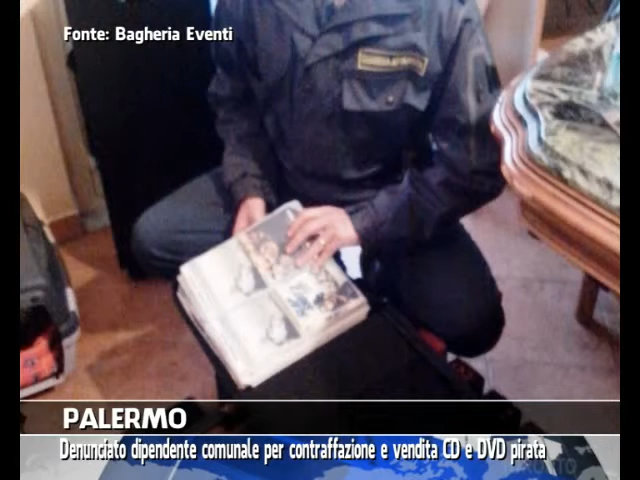 Fonte: Bagheria Eventi
PALERMO
Denunciato dipendente comunale per contraffazione e vendita CD e DVD pirata